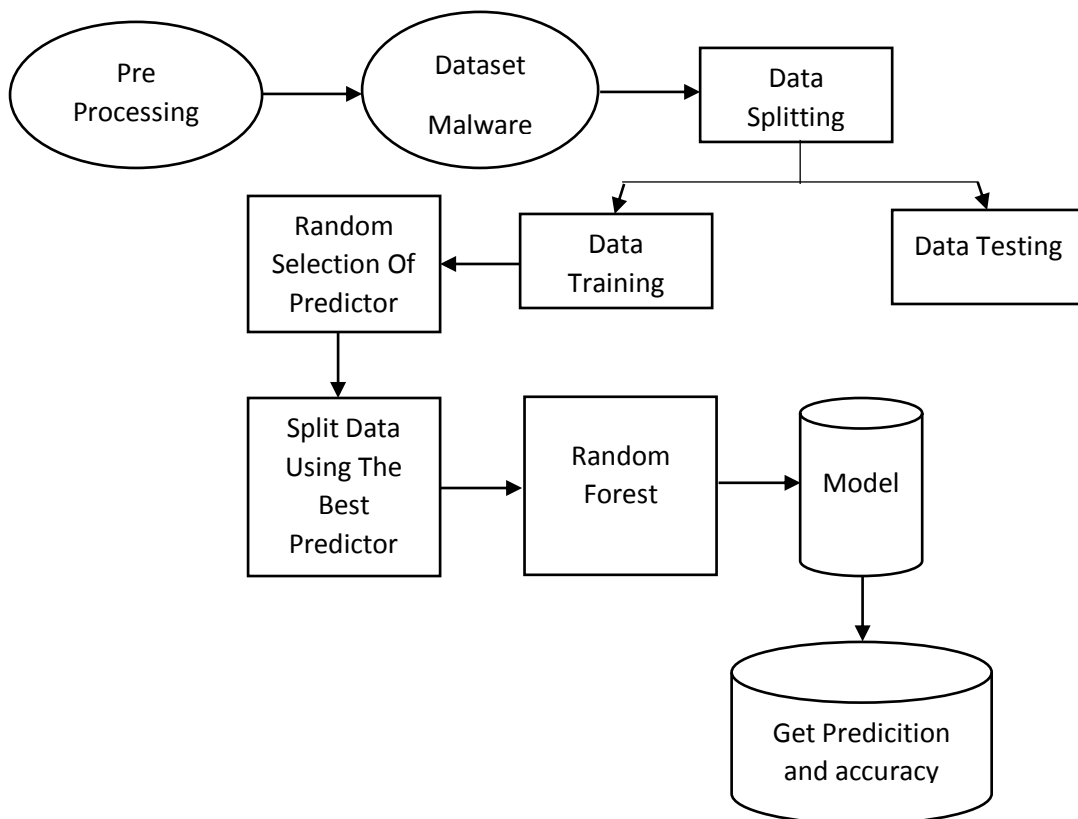 Pre
Processing
Dataset
Malware
Data
Splitting
Random
Selection Of
Predictor
Data
Training
Data Testing
Split Data
Using The
Best
Predictor
Random
Forest
Model
Get Predicition
and accuracy